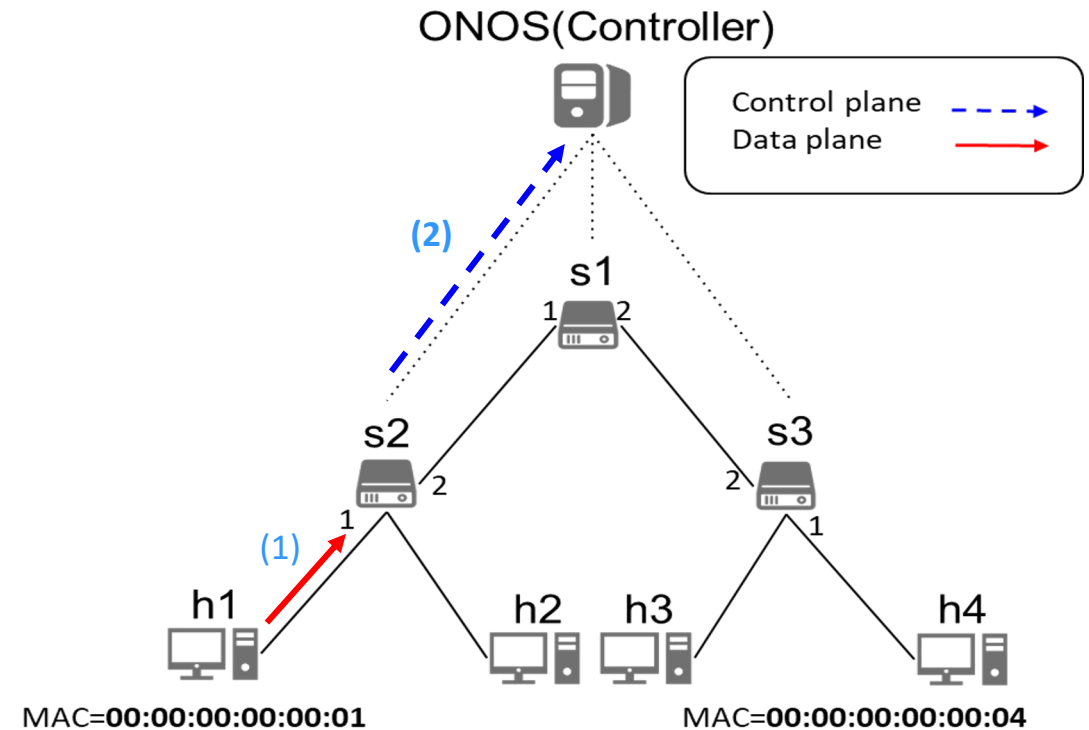 ONOS(Controller)
Control plane
Data plane
(2)
s1
1 2
s2
s3
2
2
1
1
(1)
h1
h2
h3
h4
MAC=00:00:00:00:00:01
MAC=00:00:00:00:00:04